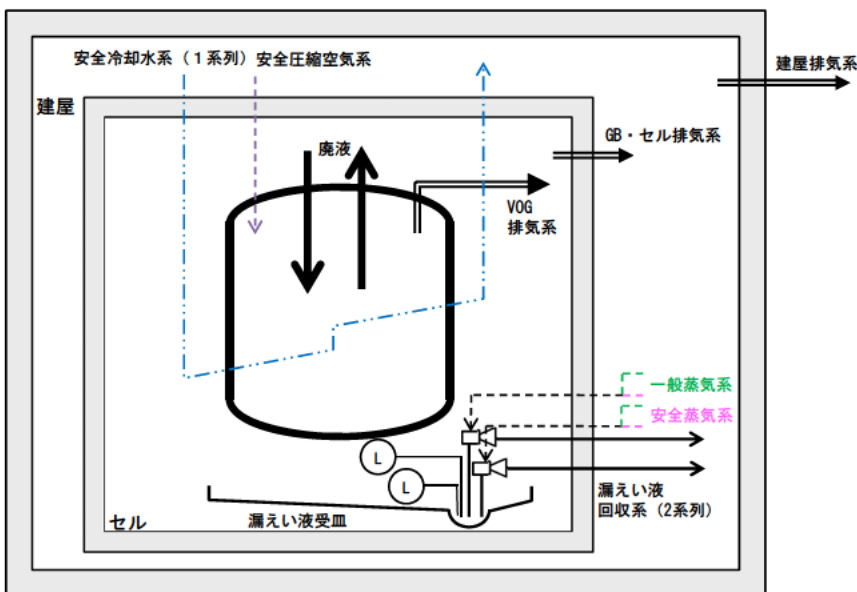 安全冷却水系（１系列）
安全圧縮空気系
建屋排気系
建屋
GB・セル排気系
廃液
VOG
排気系
一般蒸気系
安全蒸気系
L
L
漏えい液
回収系（2系列）
セル
漏えい液受皿